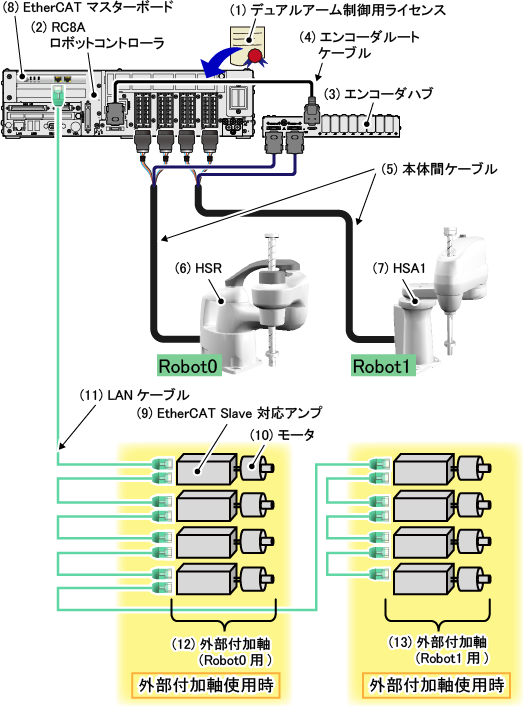 (8) EtherCAT マスターボード
(1) デュアルアーム制御用ライセンス
(2) RC8A
ロボットコントローラ
(4) エンコーダルート
ケーブル
(3) エンコーダハブ
(5) 本体間ケーブル
(6) HSR
(7) HSA1
Robot0
Robot1
(11) LAN ケーブル
(9) EtherCAT Slave 対応アンプ
(10) モータ
(12) 外部付加軸
(Robot0 用 )
(13) 外部付加軸
(Robot1 用 )
外部付加軸使用時
外部付加軸使用時